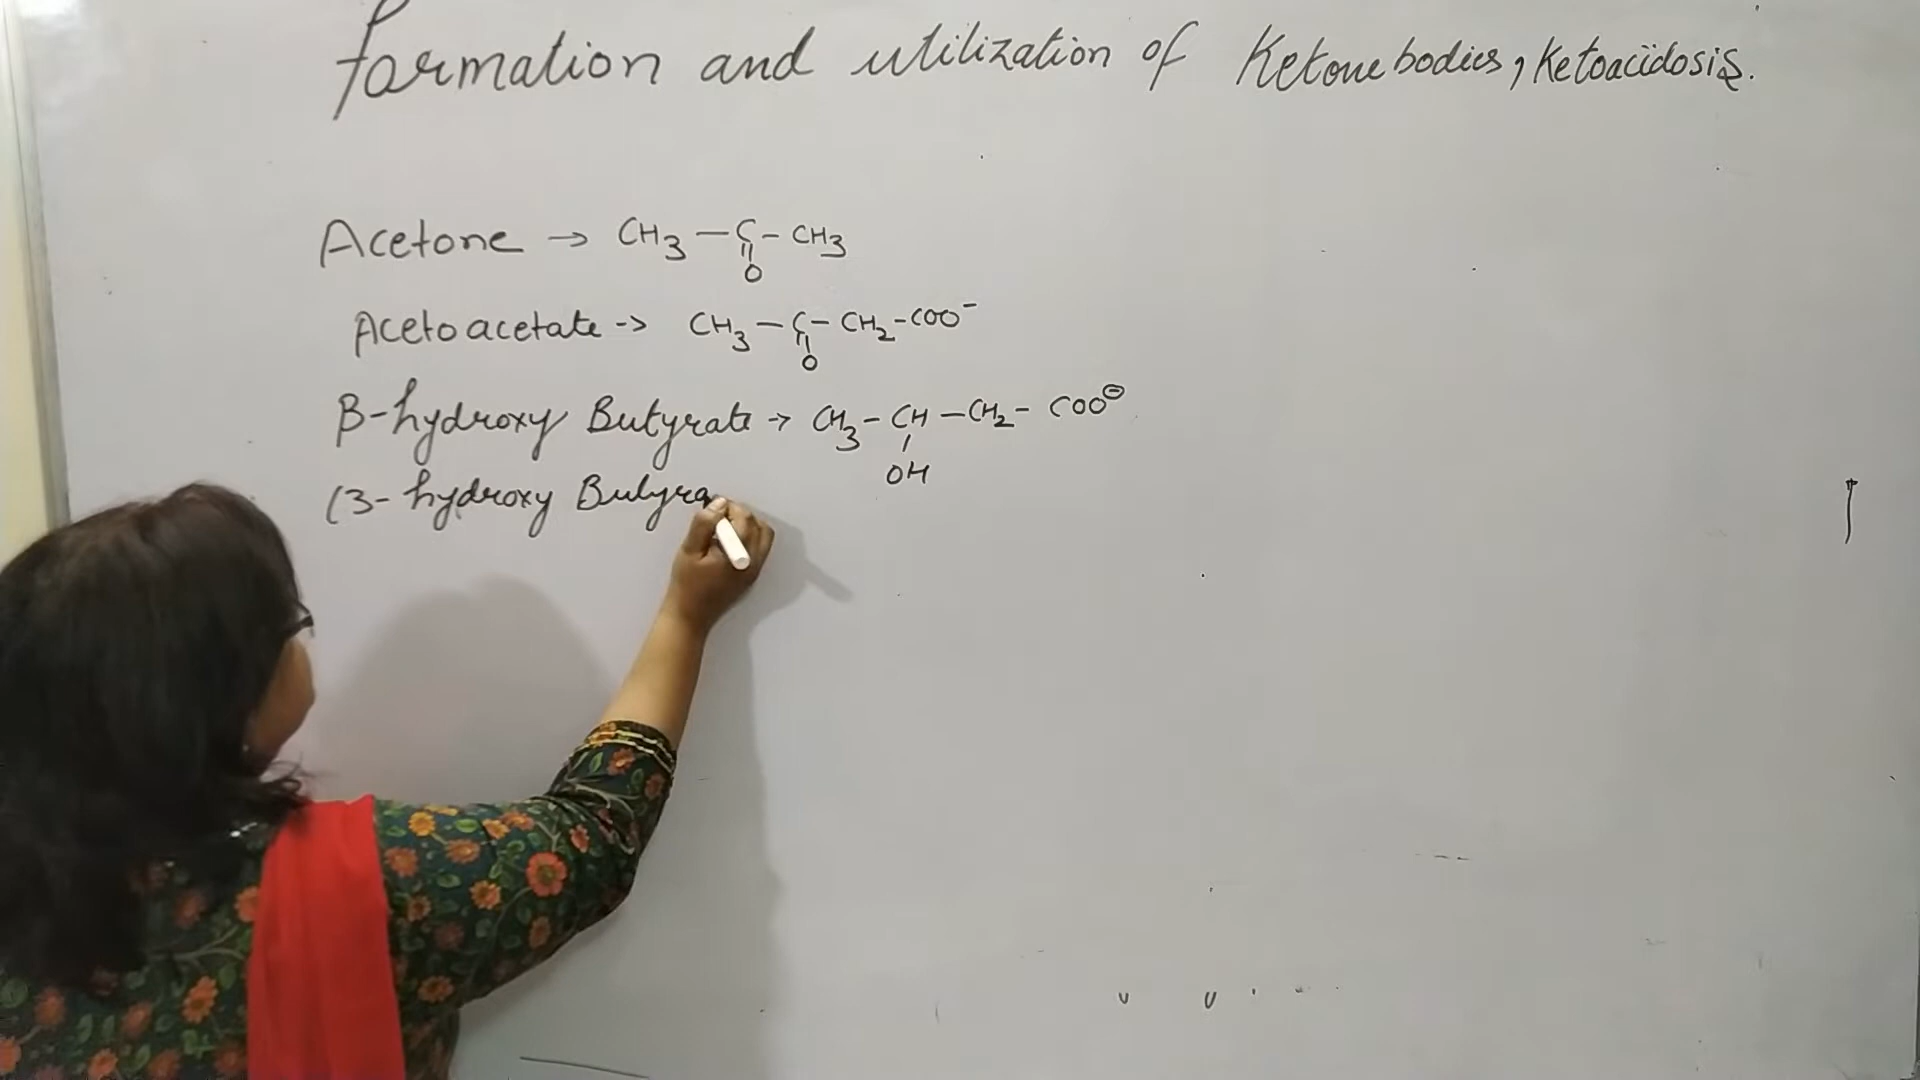 Formation and utilization of Ketone bodies, Ketoacidosis.
Acetone → CH3 – C – CH3
||
O
Acetoacetate -> CH3 – C – CH2 – COO⁻
||
O
β-hydroxy Butyrate → CH3 – CH – CH2 – COO⊖
|
OH
(3- hydroxy Butyra